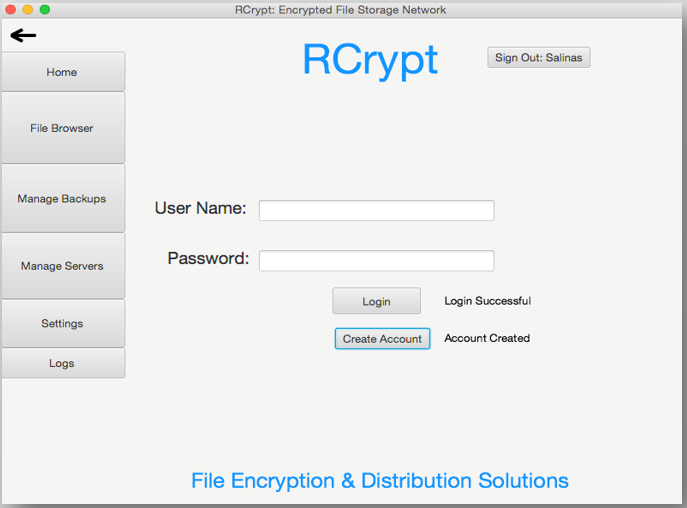 RCrypt: Encrypted File Storage Network
RCrypt
Sign Out: Salinas
Home
File Browser
Manage Backups
Manage Servers
Settings
Logs
User Name:
Password:
Login
Login Successful
Create Account
Account Created
File Encryption & Distribution Solutions